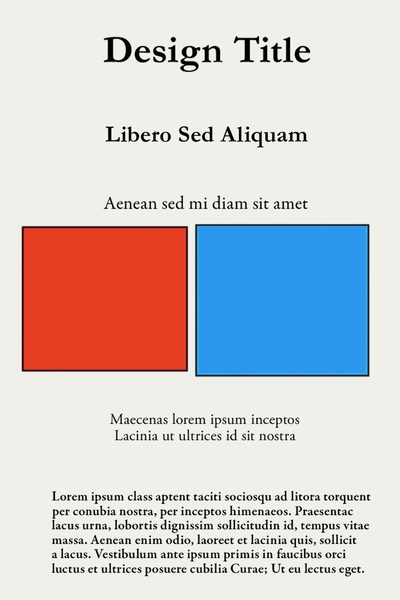 Design Title
Libero Sed Aliquam
Aenean sed mi diam sit amet
Maecenas lorem ipsum inceptos
Lacinia ut ultrices id sit nostra
Lorem ipsum class aptent taciti sociosqu ad litora torquent
per conubia nostra, per inceptos himenaeos. Praesentac
lacus urna, lobortis dignissim sollicitudin id, tempus vitae
massa. Aenean enim odio, laoreet et lacinia quis, sollicit
a lacus. Vestibulum ante ipsum primis in faucibus orci
luctus et ultrices posuere cubilia Curae; Ut eu lectus eget.